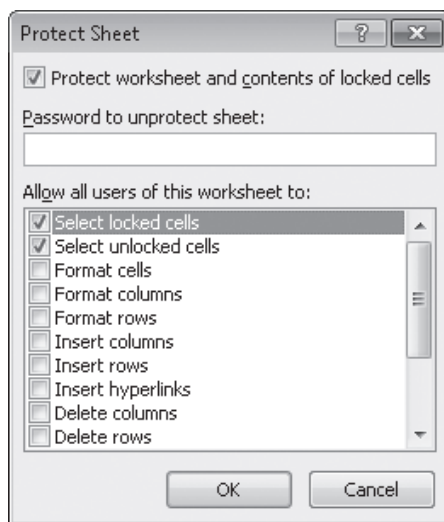 Protect Sheet
Protect worksheet and contents of locked cells
Password to unprotect sheet:
Allow all users of this worksheet to:
Select locked cells
Select unlocked cells
Format cells
Format columns
Format rows
Insert columns
Insert rows
Insert hyperlinks
Delete columns
Delete rows
OK Cancel